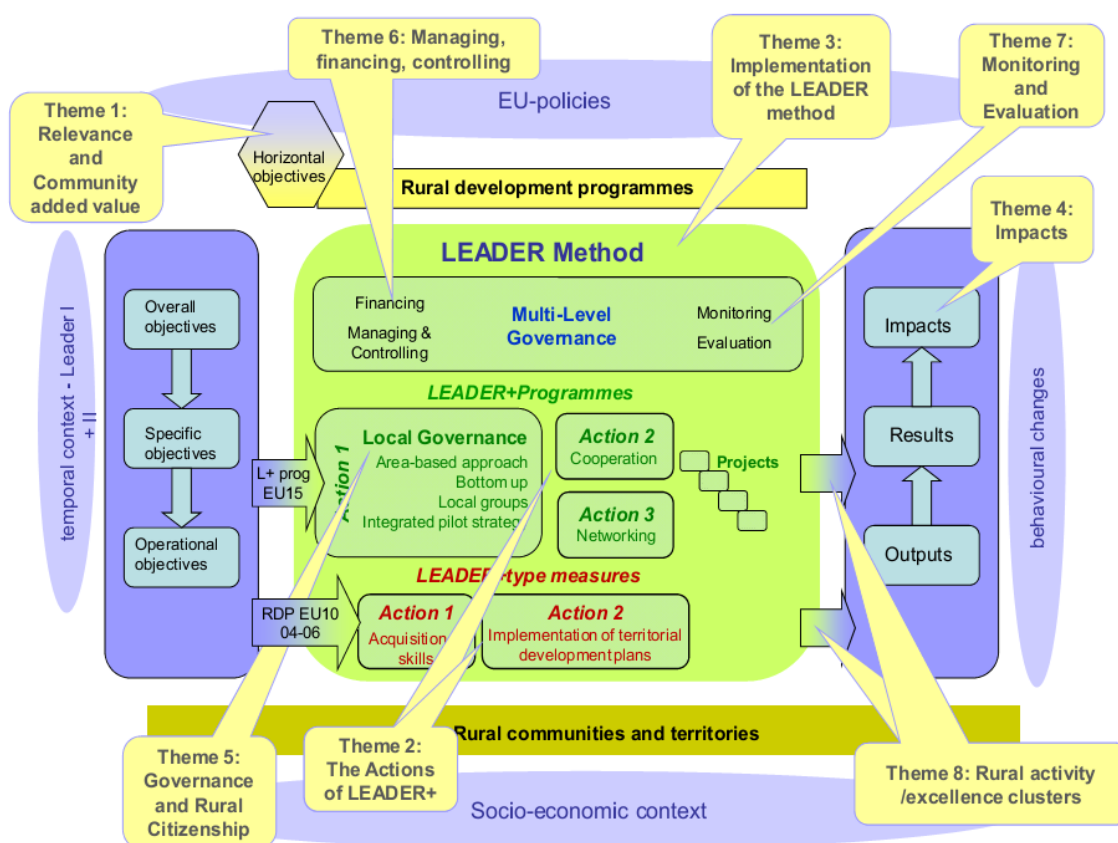 Theme 6: Managing,
financing, controlling
Theme 3:
Implementation
of the LEADER
method
Theme 7:
Monitoring
and
Evaluation
Theme 1:
Relevance
and
Community
added value
EU-policies
Horizontal
objectives
Rural development programmes
Theme 4:
Impacts
temporal context - Leader I
+ II
Overall
objectives
Specific
objectives
Operational
objectives
LEADER Method
Financing
Managing &
Controlling
Multi-Level
Governance
Monitoring
Evaluation
LEADER+Programmes
L+ prog
EU15
Action 1
Local Governance
Area-based approach
Bottom up
Local groups
Integrated pilot strategy
Action 2
Cooperation
Action 3
Networking
Projects
LEADER+type measures
RDP EU10
04-06
Action 1
Acquisition
skills
Action 2
Implementation of territorial
development plans
Impacts
Results
Outputs
behavioural changes
Rural communities and territories
Theme 5:
Governance
and Rural
Citizenship
Theme 2:
The Actions
of LEADER+
Theme 8: Rural activity
/excellence clusters
Socio-economic context